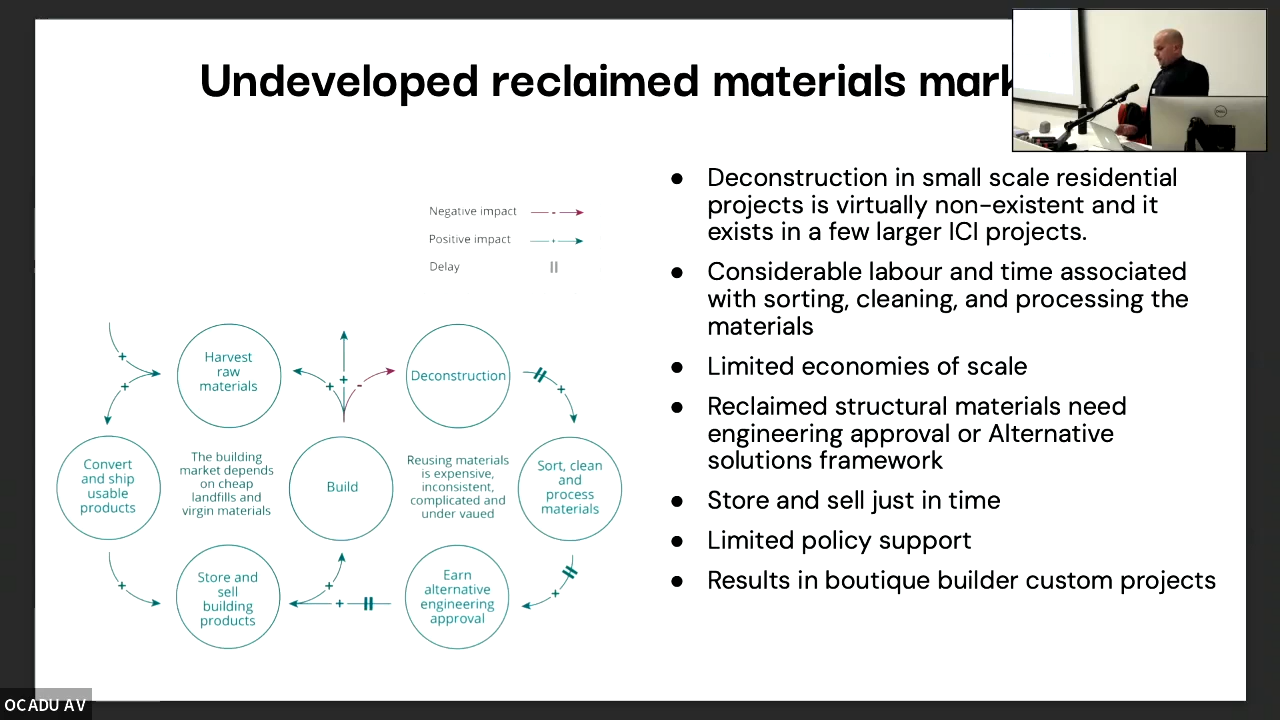 Undeveloped reclaimed materials mark
Negative impact
-
Positive impact
+
Delay
Deconstruction in small scale residential
projects is virtually non-existent and it
exists in a few larger ICI projects.
Considerable labour and time associated
with sorting, cleaning, and processing the
materials
Limited economies of scale
Reclaimed structural materials need
engineering approval or Alternative
solutions framework
Store and sell just in time
Limited policy support
Results in boutique builder custom projects
+
+
Harvest
raw
materials
+
+
-
Deconstruction
+
Convert
and ship
usable
products
The building
market depends
on cheap
landfills and
virgin materials
Build
Reusing materials
is expensive,
inconsistent,
complicated and
under vaued
Sort, clean
and
process
materials
+
Store and
sell
building
products
+
+
Earn
alternative
engineering
approval
+
OCADU AV
DELL